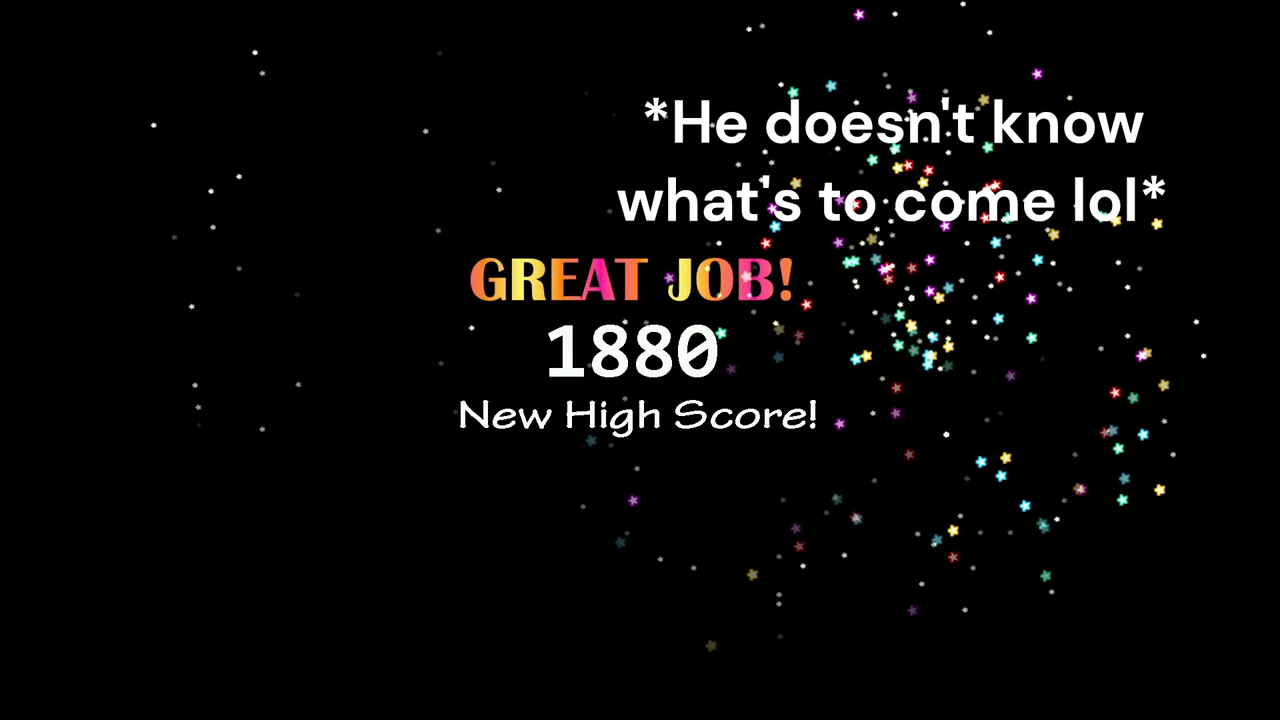 *He doesn't know
what's to come lol*
GREAT JOB!
1880
New High Score!